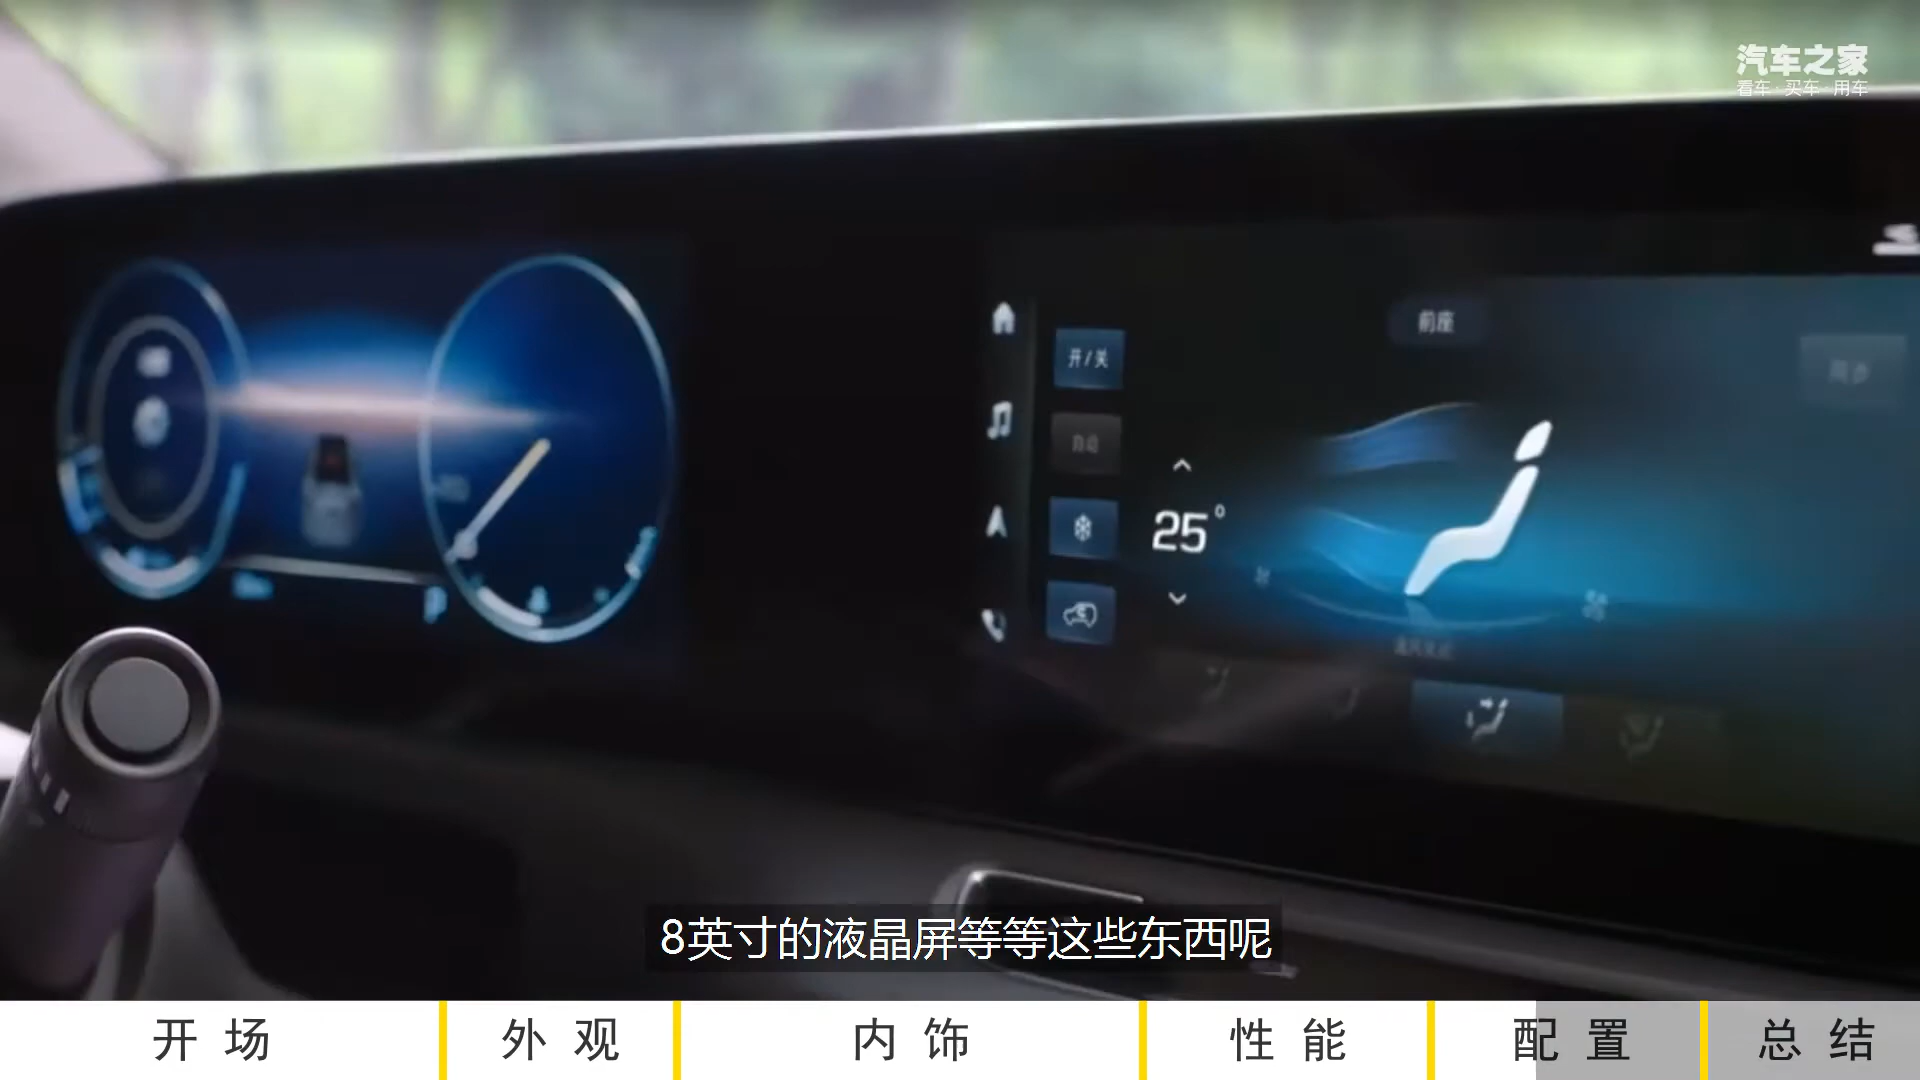 汽车之家
看车·买车·用车
前座
开/关
自动
25°
8英寸的液晶屏等等这些东西呢
开场
外观
内饰
性能
配置
总结